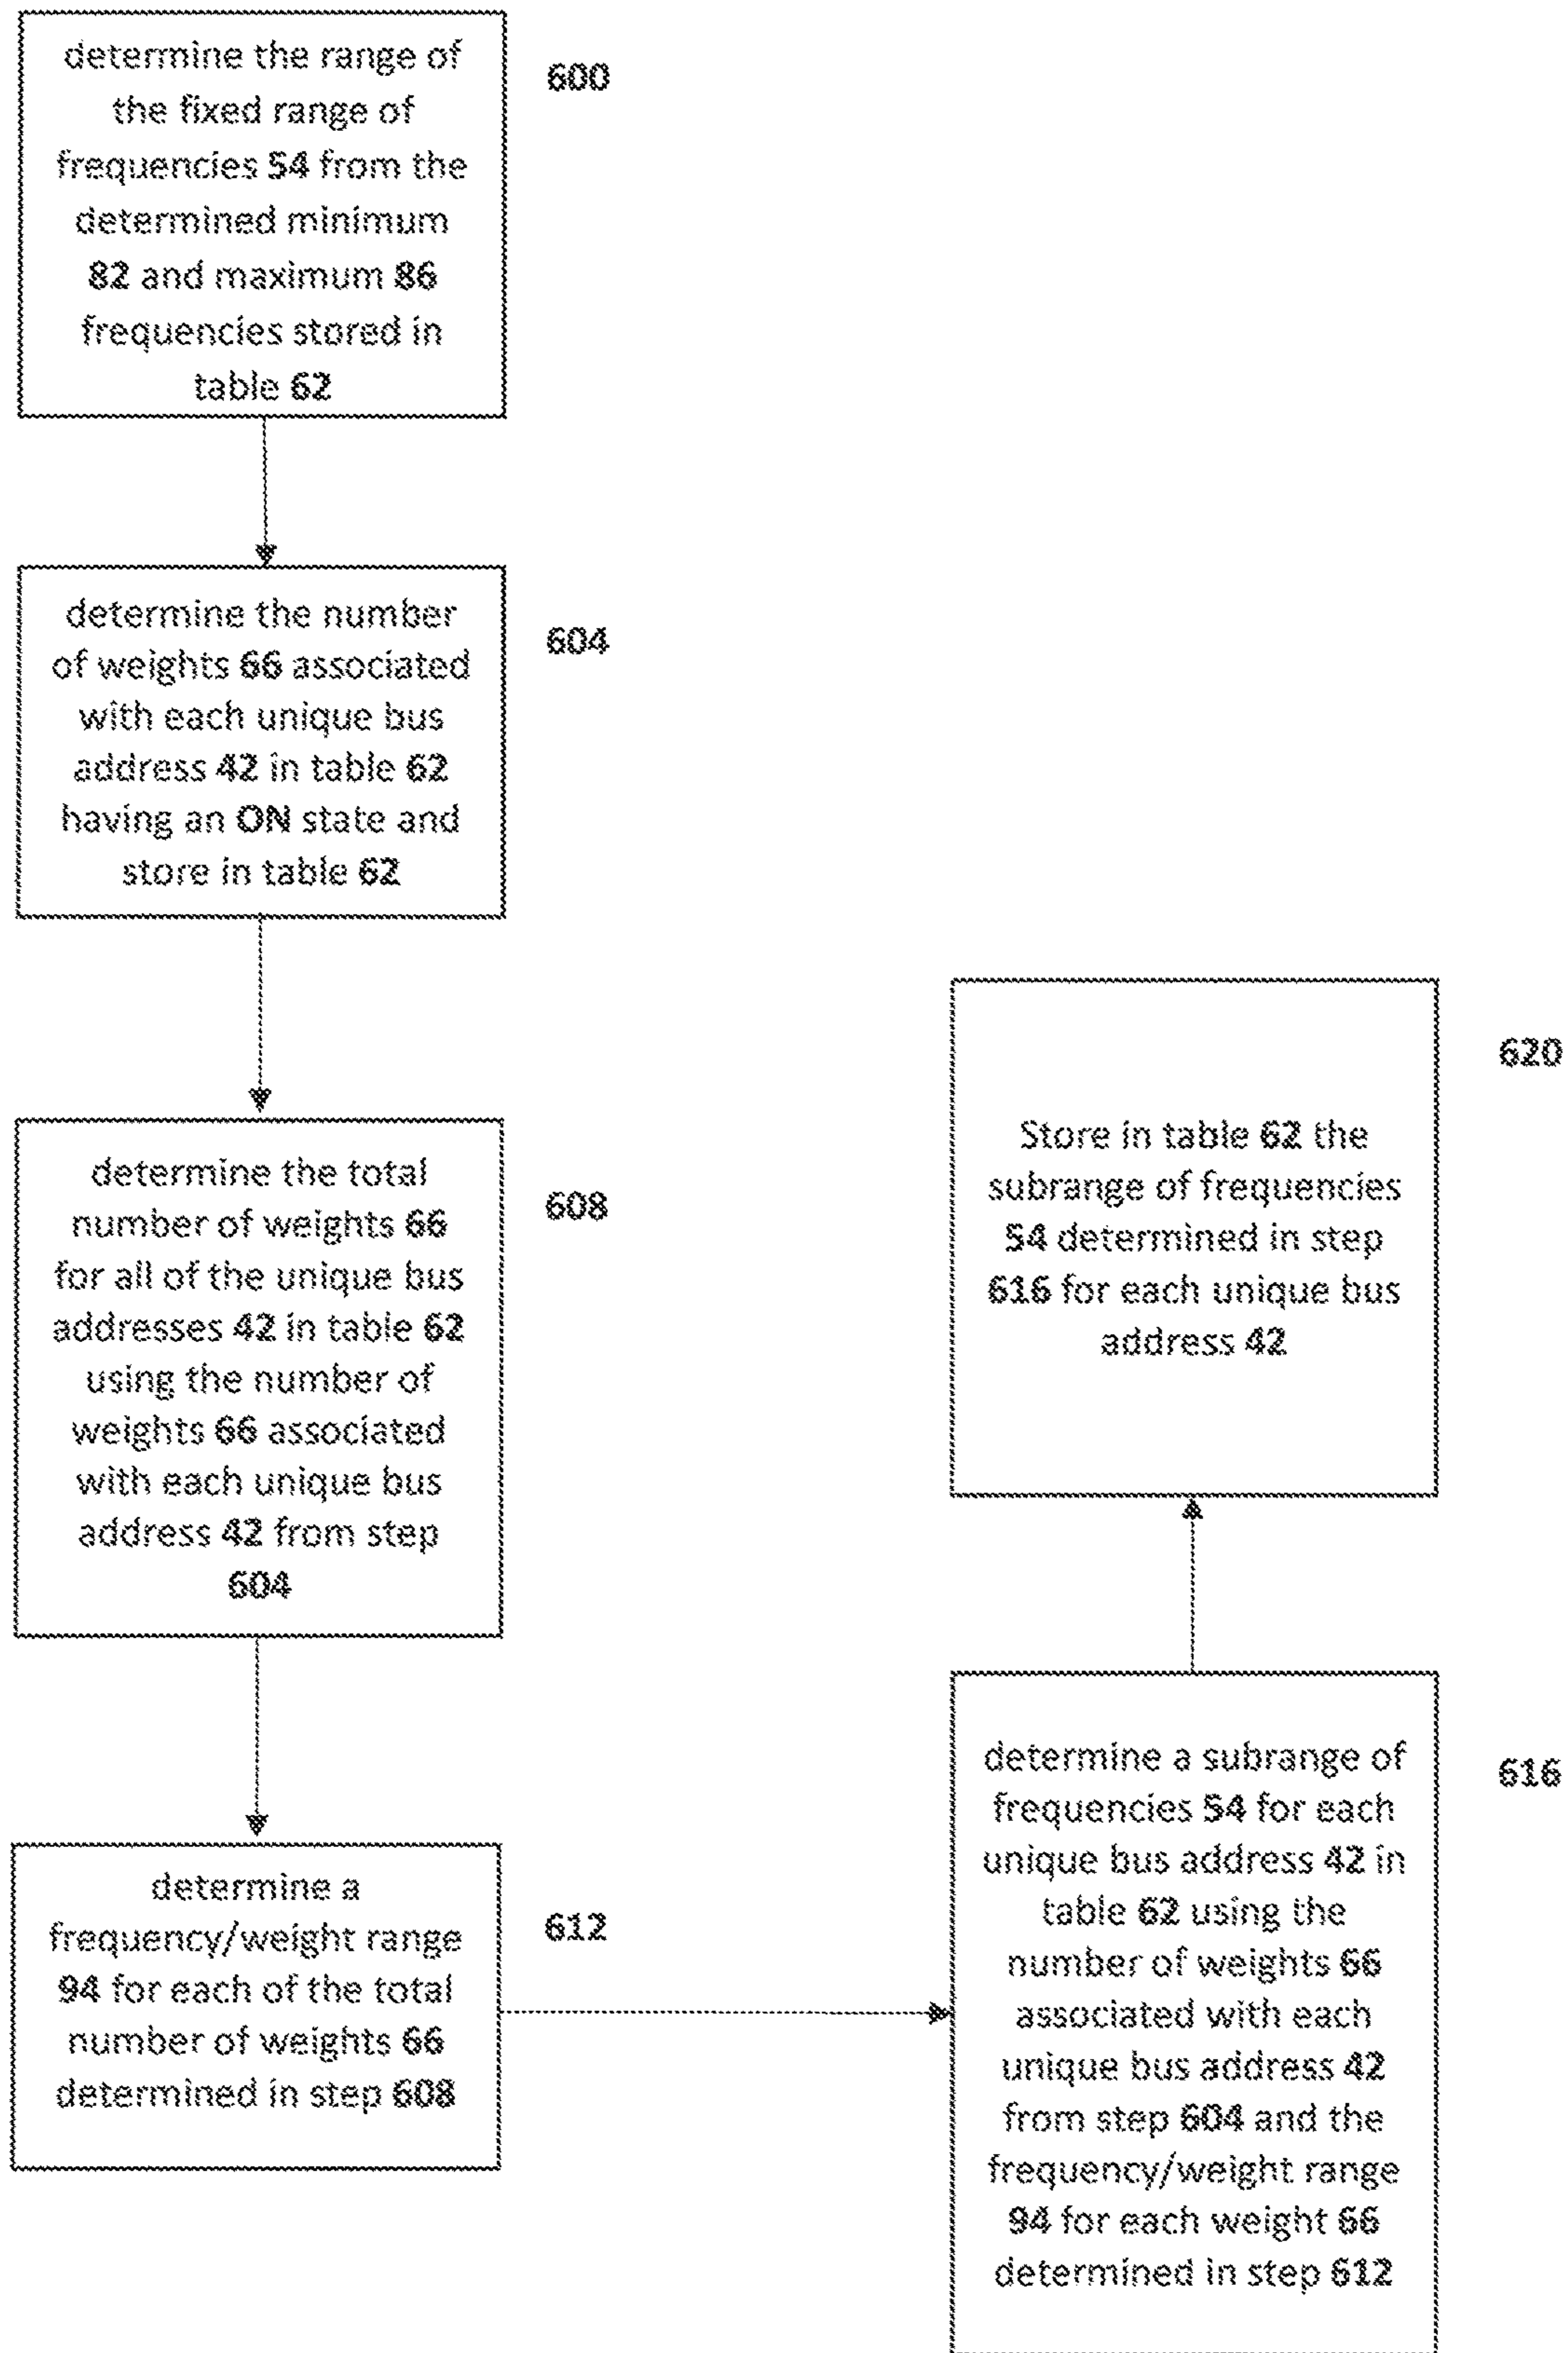 determine the range of
the fixed range of
frequencies 54 from the
determined minimum
82 and maximum 86
frequencies stored in
table 62
600
determine the number
of weights 66 associated
with each unique bus
address 42 in table 62
having an ON state and
store in table 62
604
determine the total
number of weights 66
for all of the unique bus
addresses 42 in table 62
using the number of
weights 66 associated
with each unique bus
address 42 from step
604
608
determine a
frequency/weight range
94 for each of the total
number of weights 66
determined in step 608
612
determine a subrange of
frequencies 54 for each
unique bus address 42 in
table 62 using the
number of weights 66
associated with each
unique bus address 42
from step 604 and the
frequency/weight range
94 for each weight 66
determined in step 612
616
Store in table 62 the
subrange of frequencies
54 determined in step
616 for each unique bus
address 42
620